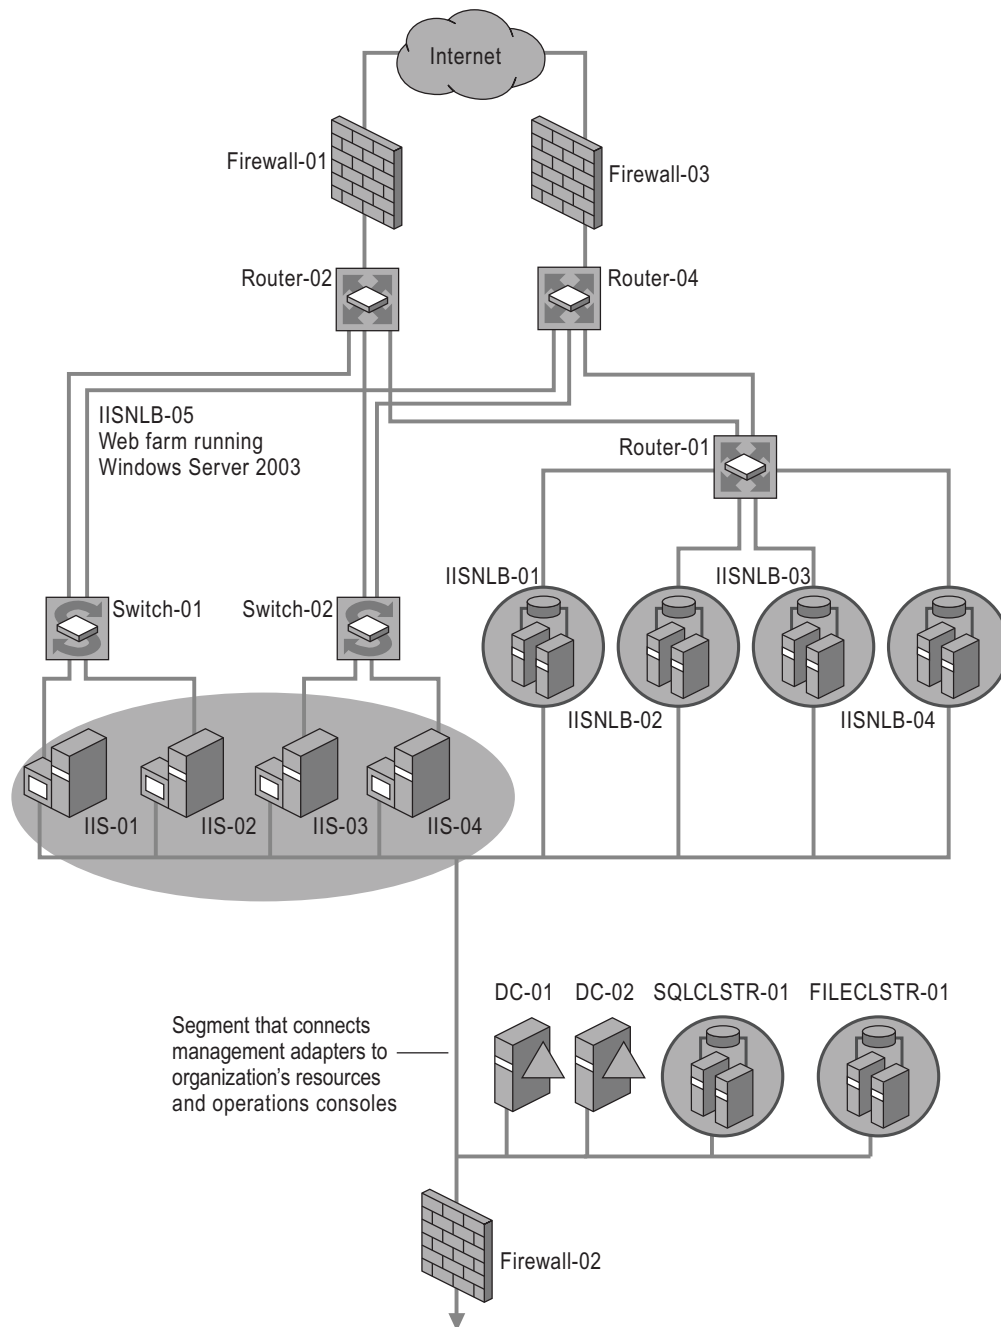 Internet
Firewall-01
Firewall-03
Router-02
Router-04
IISNLB-05
Web farm running
Windows Server 2003
Router-01
IISNLB-01
IISNLB-03
Switch-01
Switch-02
IISNLB-02
IISNLB-04
IIS-01
IIS-02
IIS-03
IIS-04
DC-01
DC-02
SQLCLSTR-01
FILECLSTR-01
Segment that connects
management adapters to
organization’s resources
and operations consoles
Firewall-02